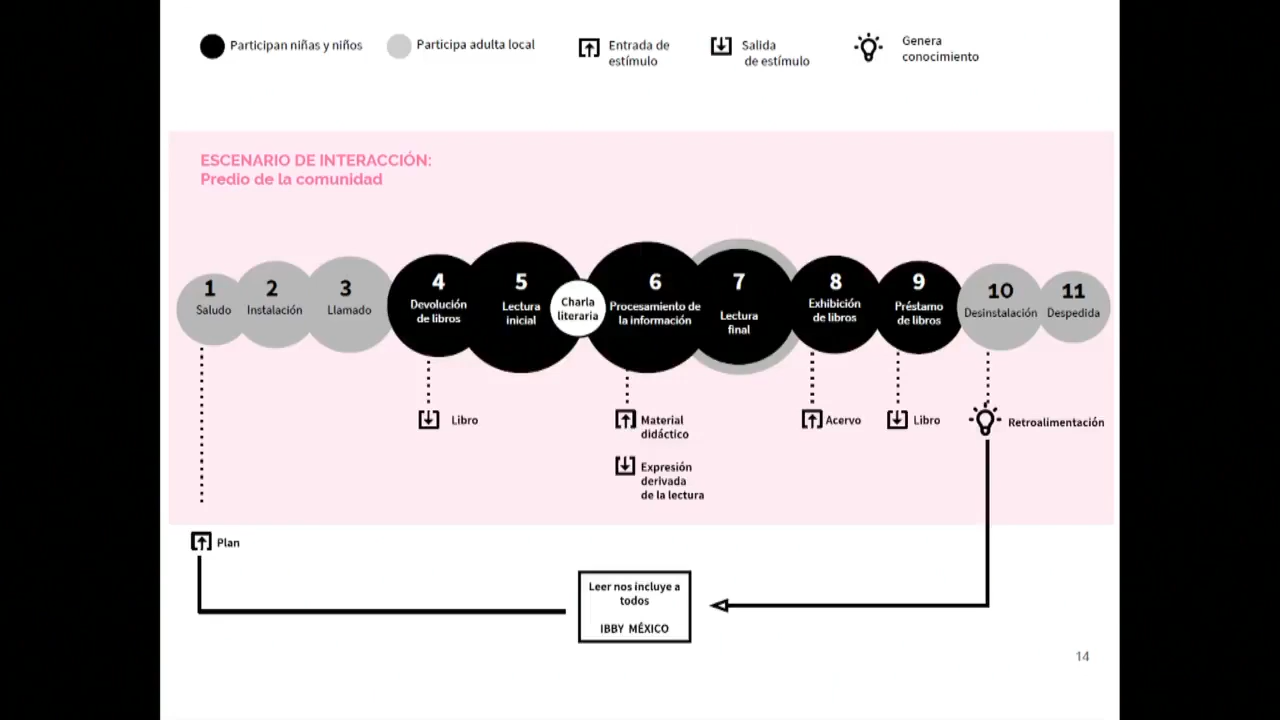 Participan niñas y niños
Participa adulta local
Entrada de
estímulo
Salida
de estímulo
Genera
conocimiento
ESCENARIO DE INTERACCIÓN:
Predio de la comunidad
1
Saludo
2
Instalación
3
Llamado
4
Devolución
de libros
5
Lectura
inicial
Charla
literaria
6
Procesamiento de
la información
7
Lectura
final
8
Exhibición
de libros
9
Préstamo
de libros
10
Desinstalación
11
Despedida
Libro
Material
didáctico
Expresión
derivada
de la lectura
Acervo
Libro
Retroalimentación
Plan
Leer nos incluye a
todos
IBBY MÉXICO
14